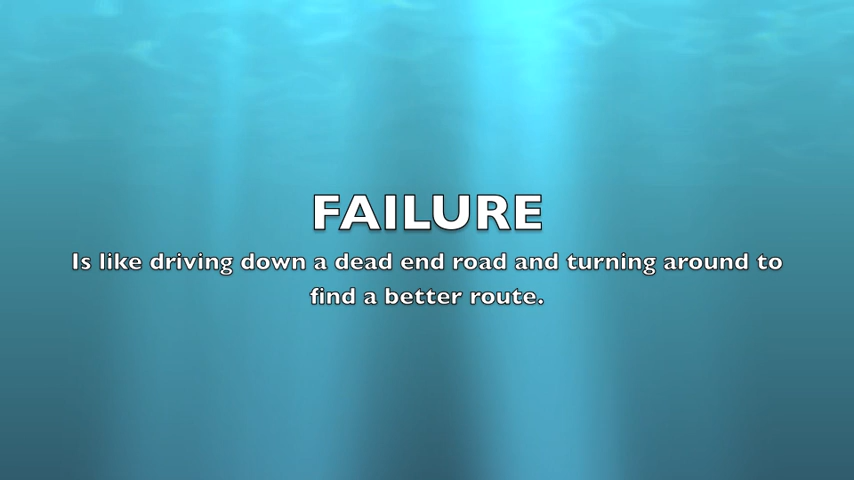 FAILURE
Is like driving down a dead end road and turning around to
find a better route.